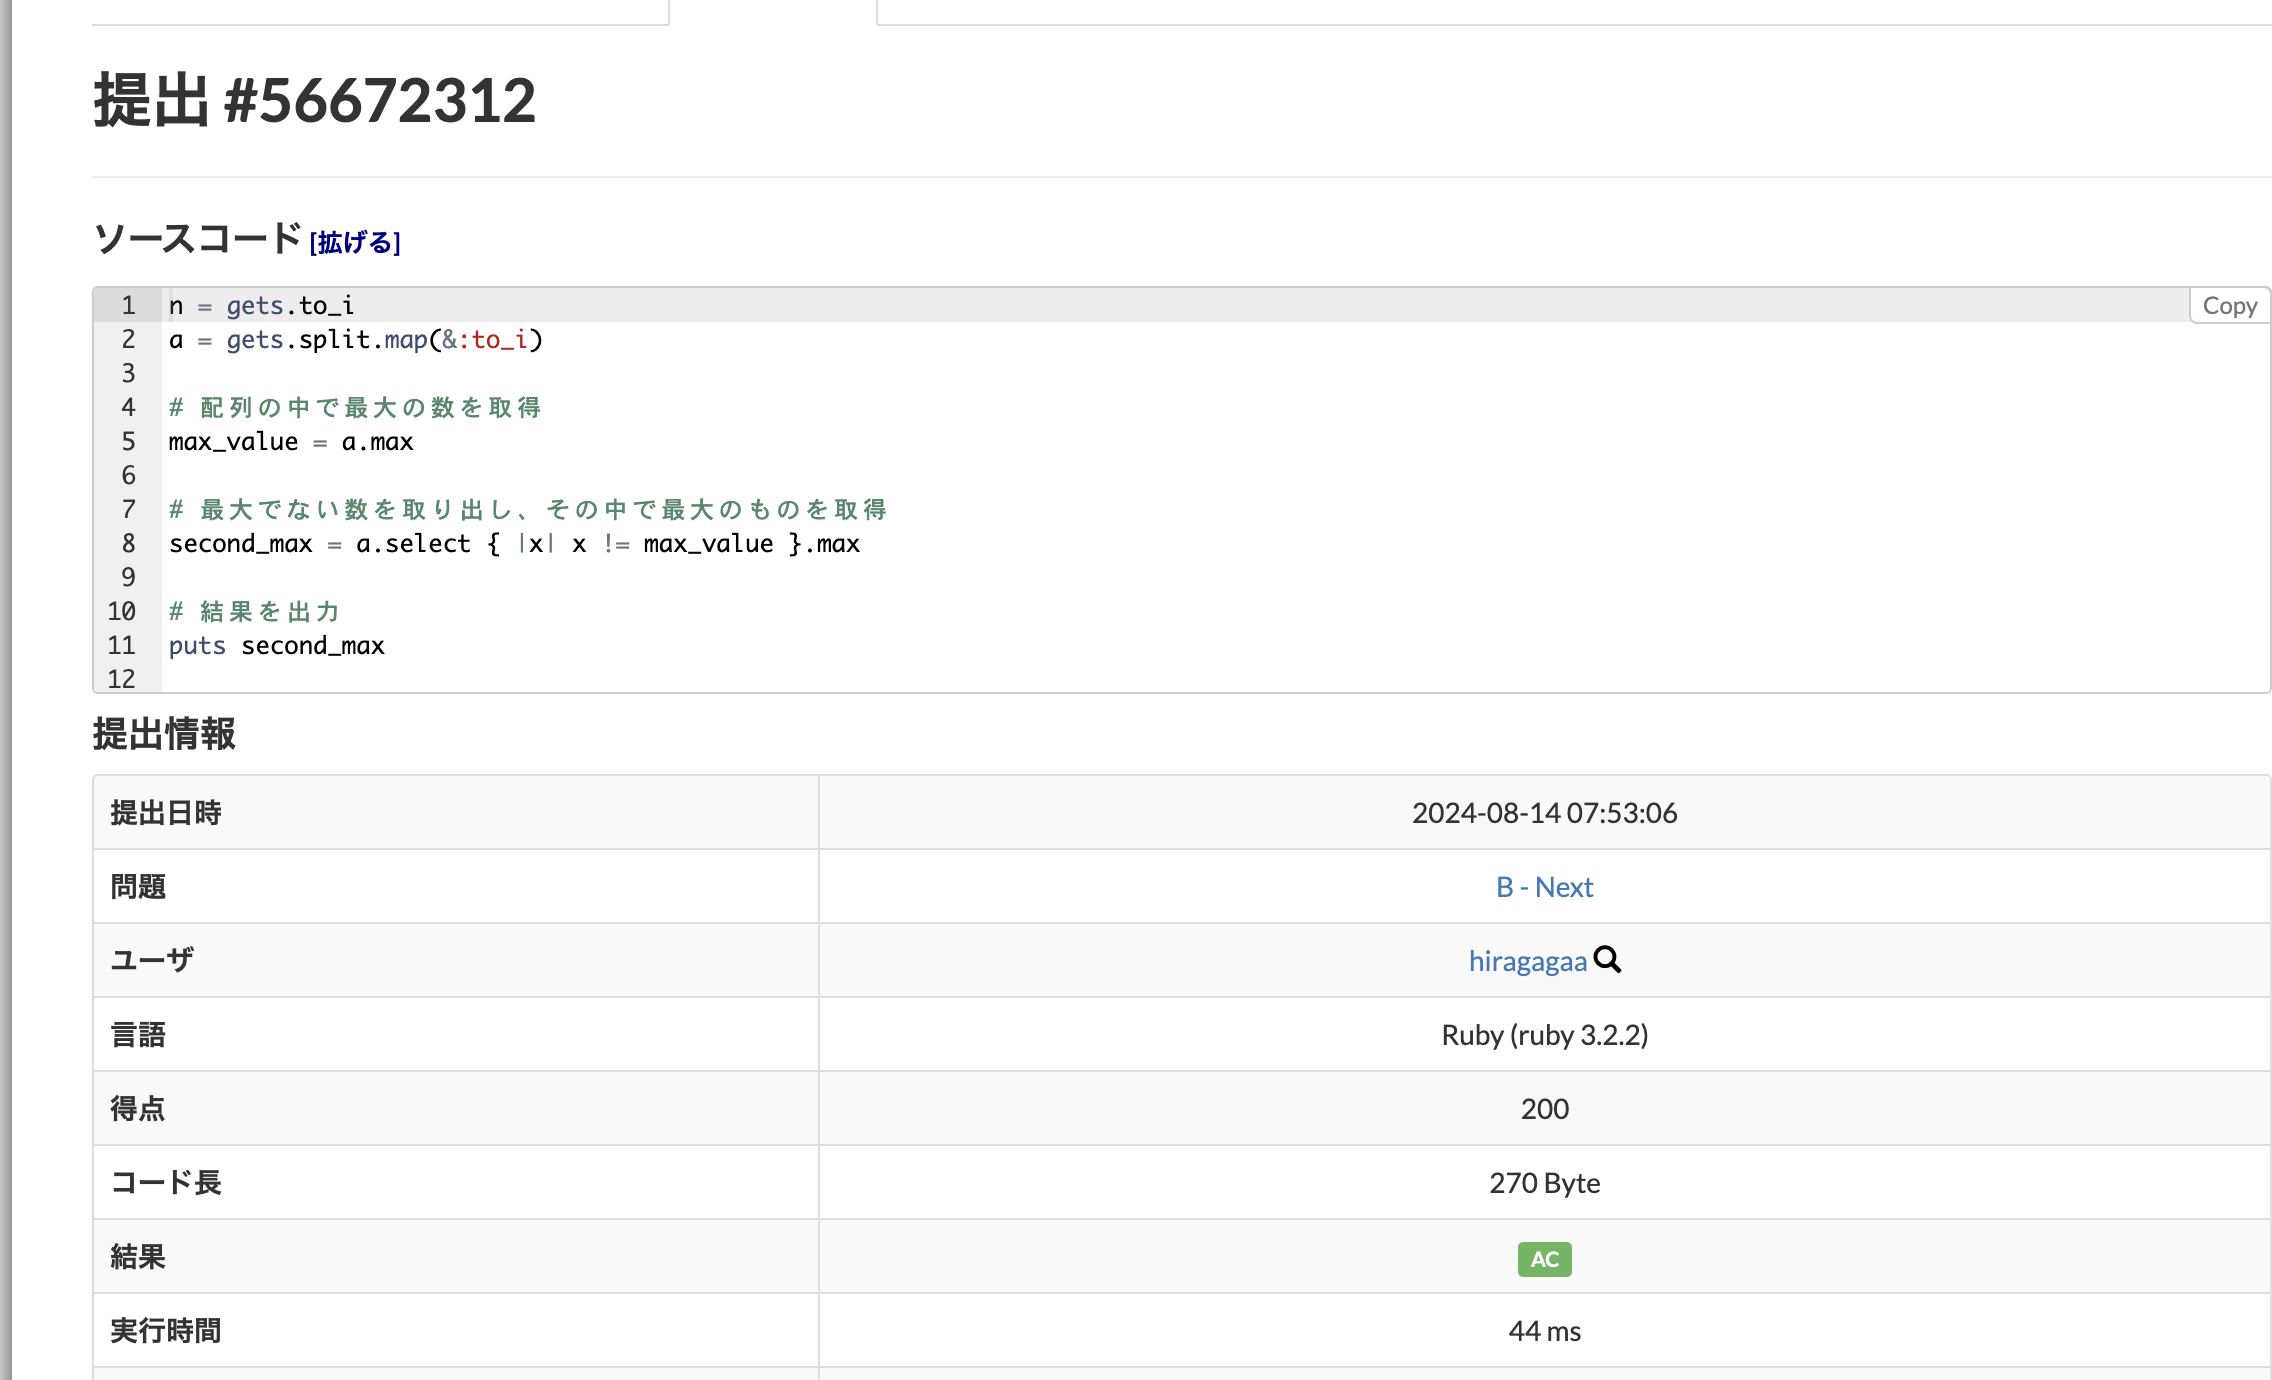 提出 #56672312
ソースコード [拡げる]
Copy
1 n = gets.to_i
2 a = gets.split.map(&:to_i)
3
4 # 配列の中で最大の数を取得
5 max_value = a.max
6
7 # 最大でない数を取り出し、その中で最大のものを取得
8 second_max = a.select { |x| x != max_value }.max
9
10 # 結果を出力
11 puts second_max
12
提出情報
提出日時 2024-08-14 07:53:06
問題 B - Next
ユーザ hiragagaa
言語 Ruby (ruby 3.2.2)
得点 200
コード長 270 Byte
結果 AC
実行時間 44 ms